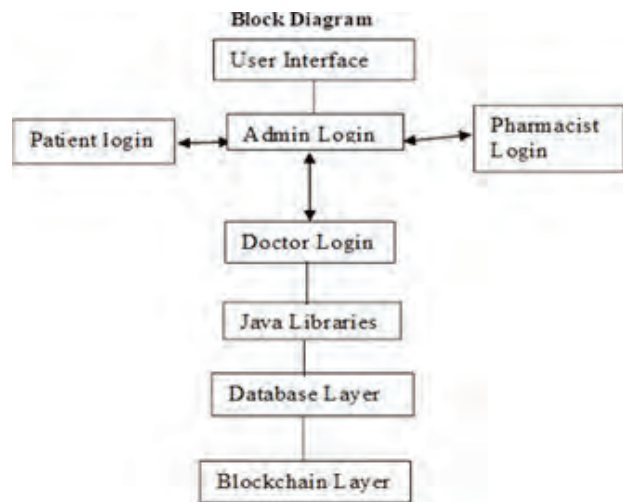 Block Diagram
User Interface
Patient login
Admin Login
Pharmacist
Login
Doctor Login
Java Libraries
Database Layer
Blockchain Layer